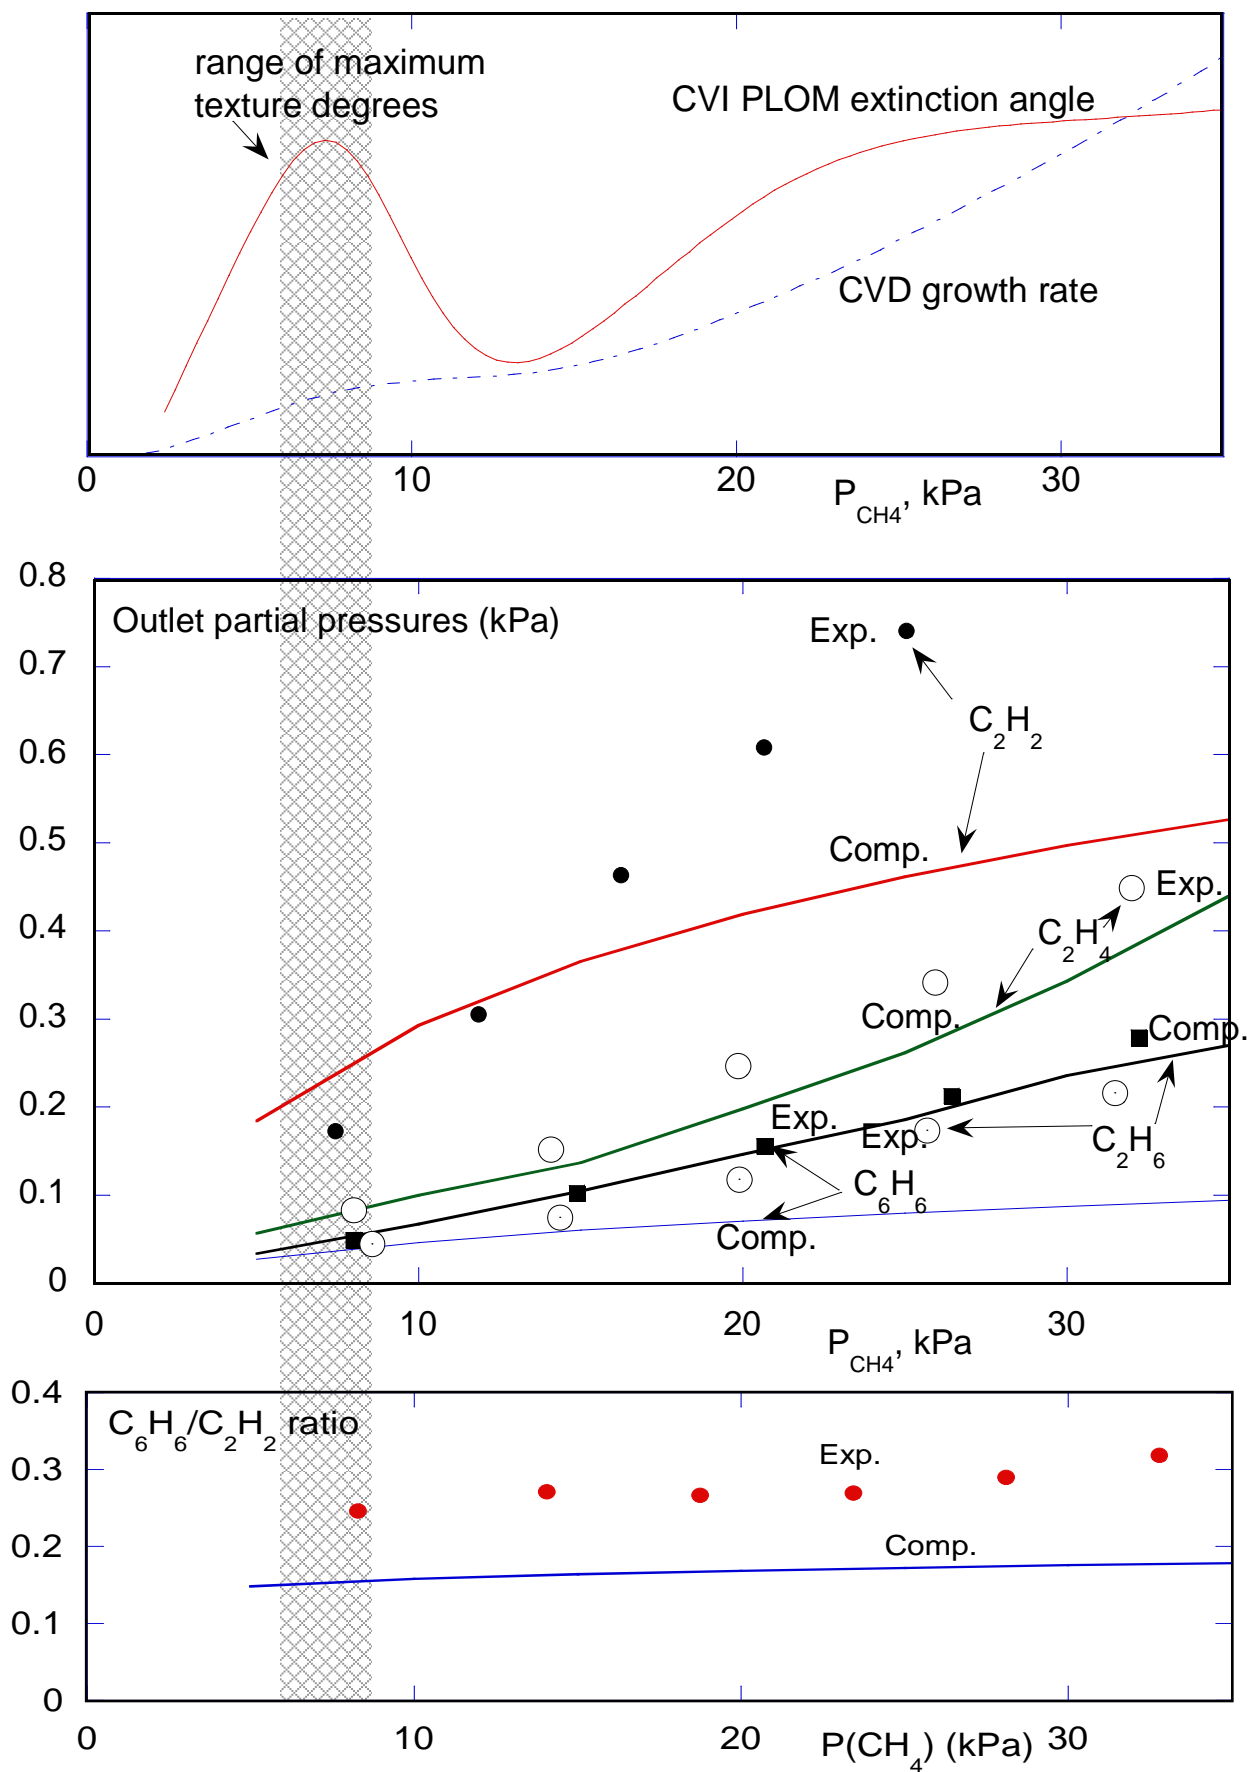 range of maximum
texture degrees
CVI PLOM extinction angle
CVD growth rate
0 10 20 30
P_CH4, kPa
0.8
Outlet partial pressures (kPa)
Exp.
0.7
C2H2
0.6
0.5
Comp.
Exp.
0.4
C2H4
0.3
Comp.
Comp.
0.2
Exp.
Exp.
C2H6
0.1
C6H6
Comp.
0
0 10 20 30
P_CH4, kPa
0.4
C6H6/C2H2 ratio
Exp.
0.3
0.2
Comp.
0.1
0
0 10 20 30
P(CH4) (kPa)